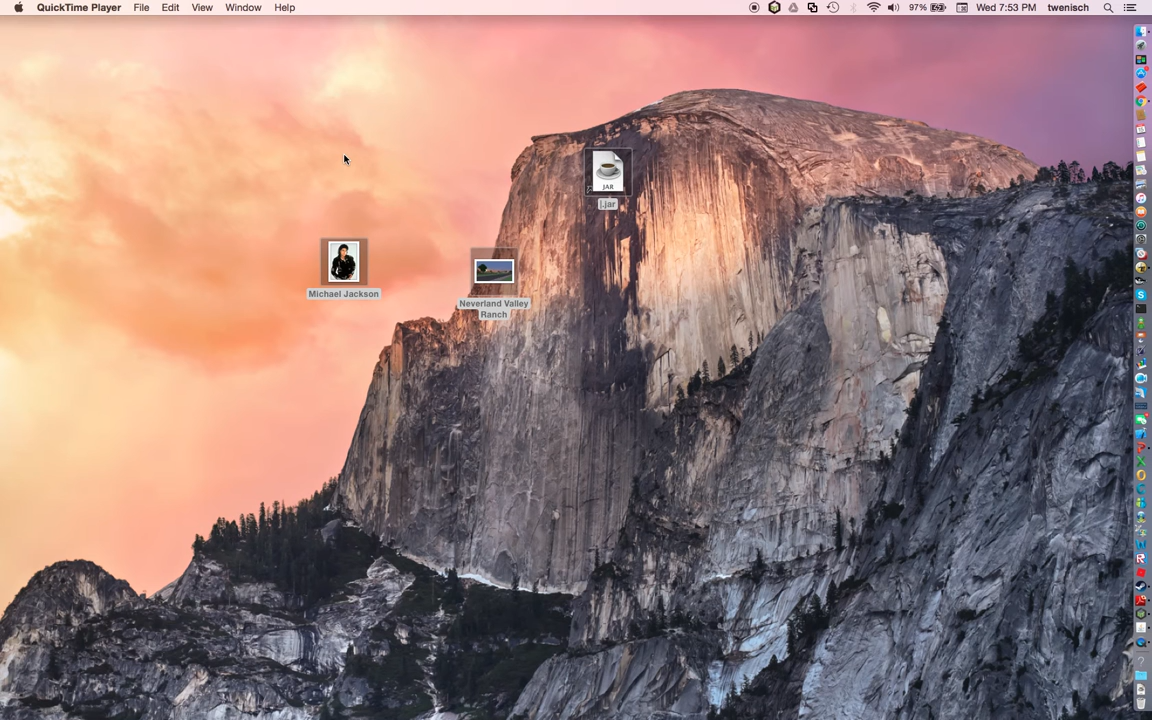 QuickTime Player File Edit View Window Help 97% Wed 7:53 PM twenisch
JAR
j.jar
Michael Jackson
Neverland Valley
Ranch